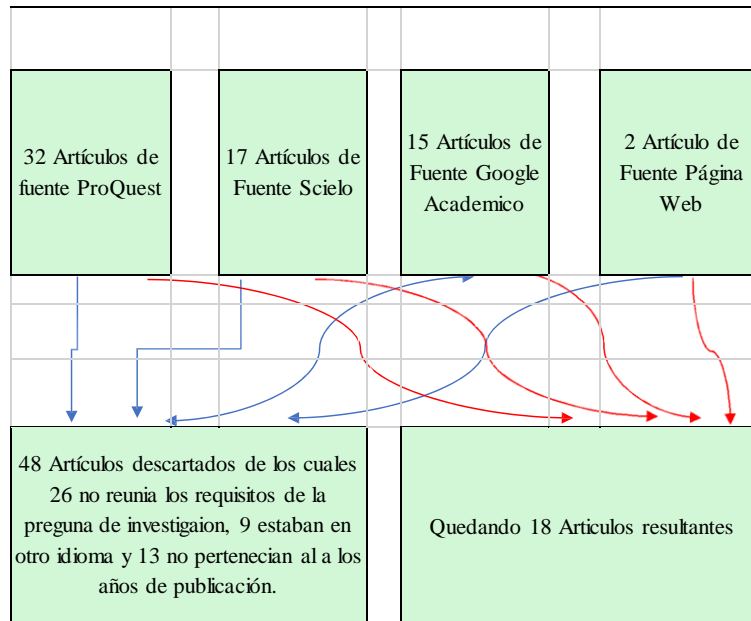 32 Artículos de
fuente ProQuest
17 Artículos de
Fuente Scielo
15 Artículos de
Fuente Google
Academico
2 Artículo de
Fuente Página
Web
48 Artículos descartados de los cuales
26 no reunia los requisitos de la
preguna de investigaion, 9 estaban en
otro idioma y 13 no pertenecian al a los
años de publicación.
Quedando 18 Articulos resultantes